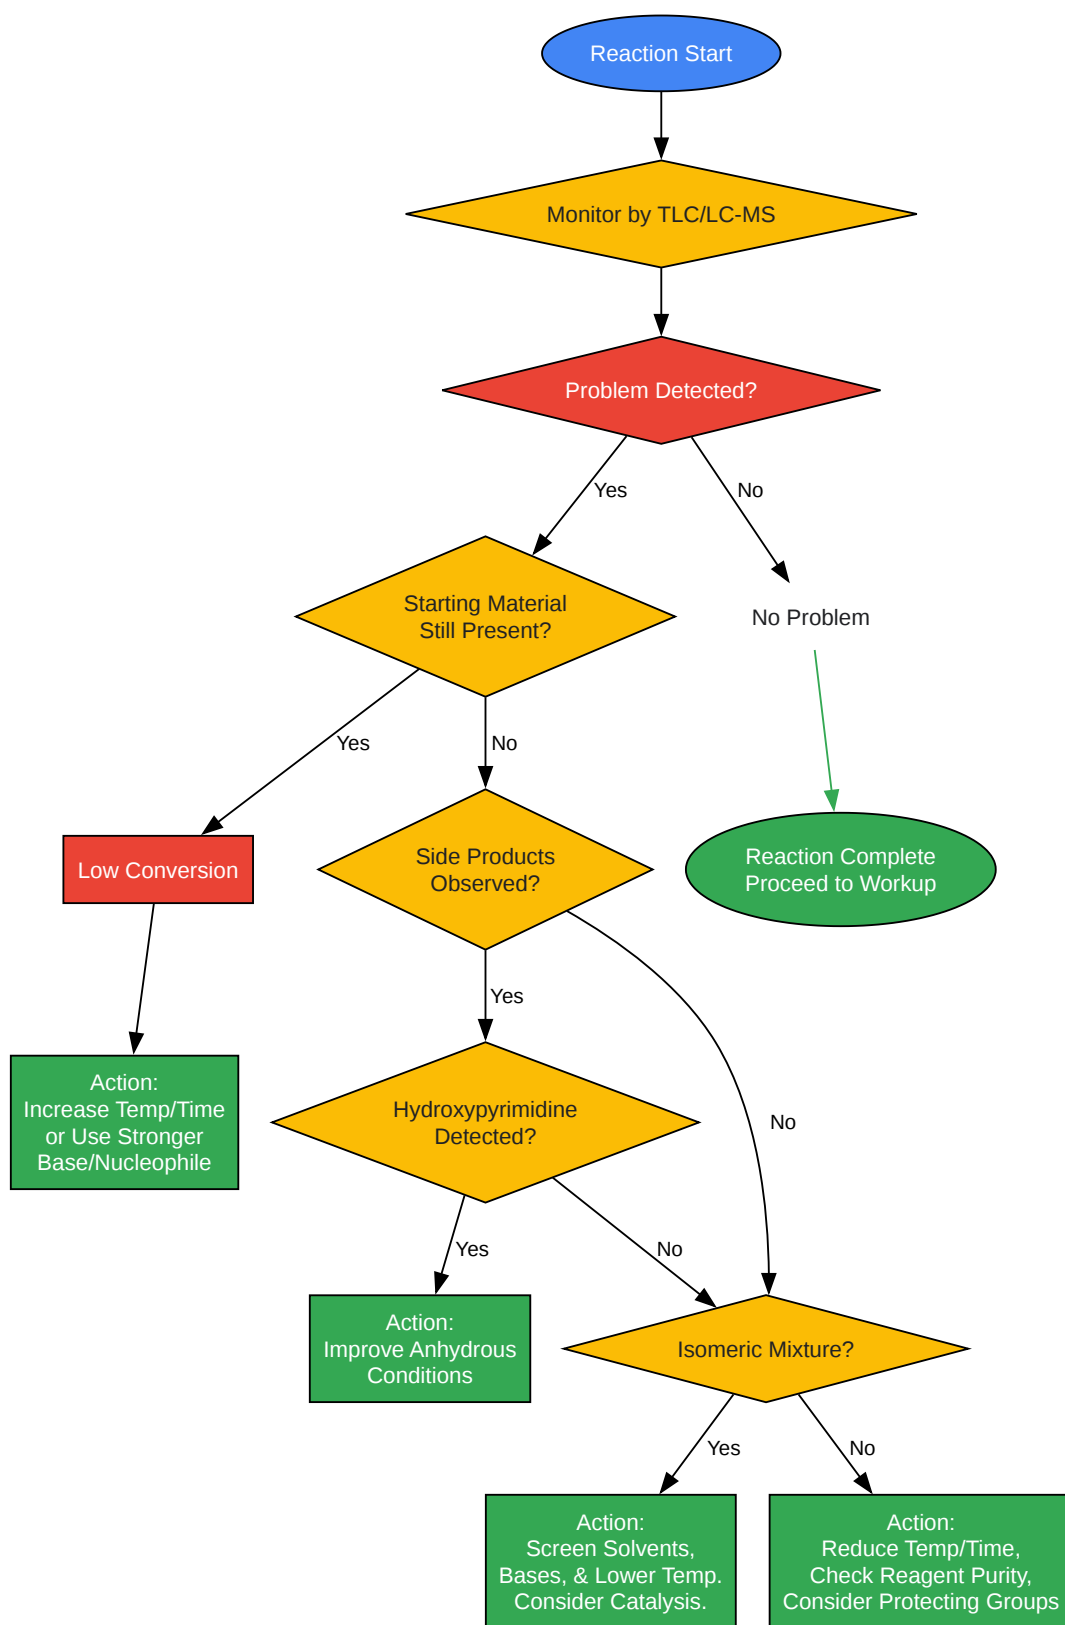 Reaction Start
Monitor by TLC/LC-MS
Problem Detected?
Yes
No
Starting Material
Still Present?
No Problem
Yes
No
Low Conversion
Side Products
Observed?
Reaction Complete
Proceed to Workup
Yes
Action:
Increase Temp/Time
or Use Stronger
Base/Nucleophile
Hydroxypyrimidine
Detected?
No
Yes
No
Action:
Improve Anhydrous
Conditions
Isomeric Mixture?
Yes
No
Action:
Screen Solvents,
Bases, & Lower Temp.
Consider Catalysis.
Action:
Reduce Temp/Time,
Check Reagent Purity,
Consider Protecting Groups